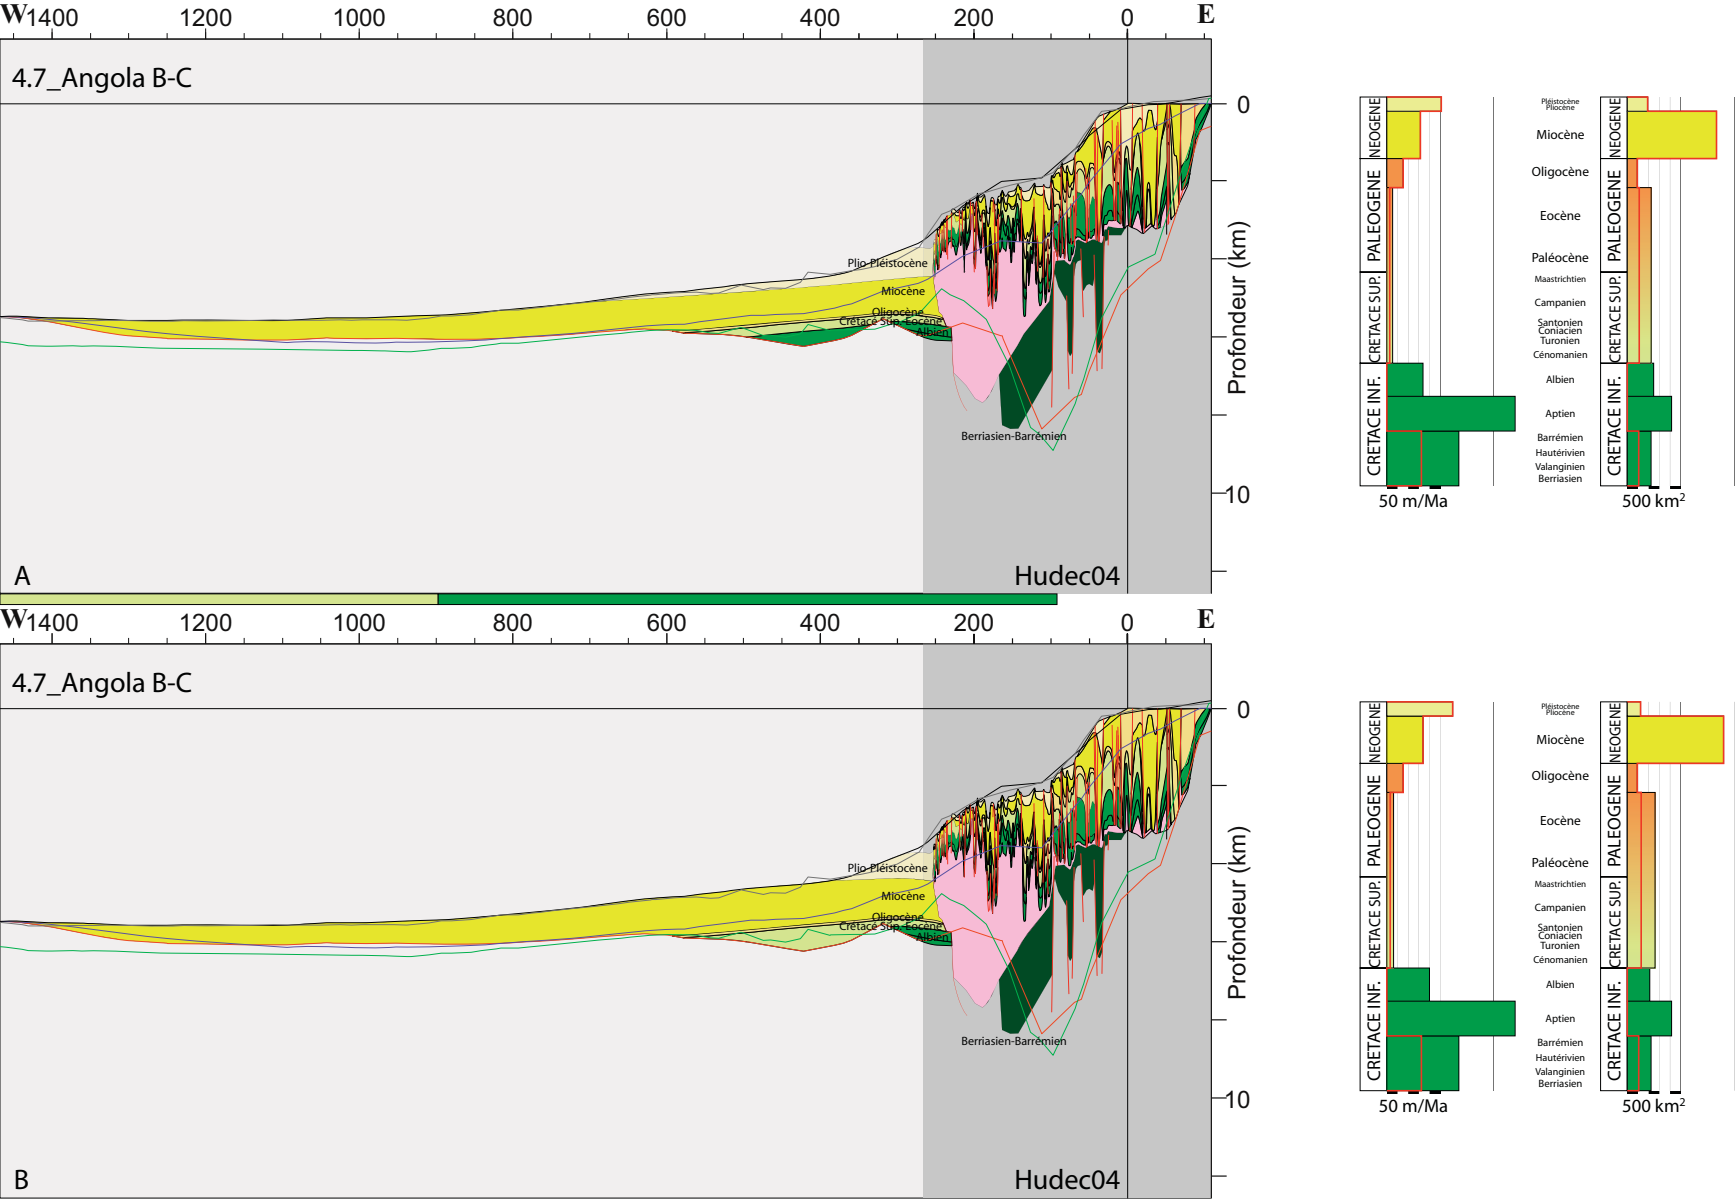 W 1400 1200 1000 800 600 400 200 0 E
4.7_Angola B-C
0
Plio-Pléistocène
Miocène
Oligocène
Crétacé Sup.-Eocène
Albien
Berriasien-Barrémien
Profondeur (km)
10
A
Hudec04
NEOGENE
PALEOGENE
CRETACE SUP.
CRETACE INF.
50 m/Ma
Pléistocène
Pliocène
Miocène
Oligocène
Eocène
Paléocène
Maastrichtien
Campanien
Santonien
Coniacien
Turonien
Cénomanien
Albien
Aptien
Barrémien
Hautérivien
Valanginien
Berriasien
NEOGENE
PALEOGENE
CRETACE SUP.
CRETACE INF.
500 km²
W 1400 1200 1000 800 600 400 200 0 E
4.7_Angola B-C
0
Plio-Pléistocène
Miocène
Oligocène
Crétacé Sup.-Eocène
Albien
Berriasien-Barrémien
Profondeur (km)
10
B
Hudec04
NEOGENE
PALEOGENE
CRETACE SUP.
CRETACE INF.
50 m/Ma
Pléistocène
Pliocène
Miocène
Oligocène
Eocène
Paléocène
Maastrichtien
Campanien
Santonien
Coniacien
Turonien
Cénomanien
Albien
Aptien
Barrémien
Hautérivien
Valanginien
Berriasien
NEOGENE
PALEOGENE
CRETACE SUP.
CRETACE INF.
500 km²